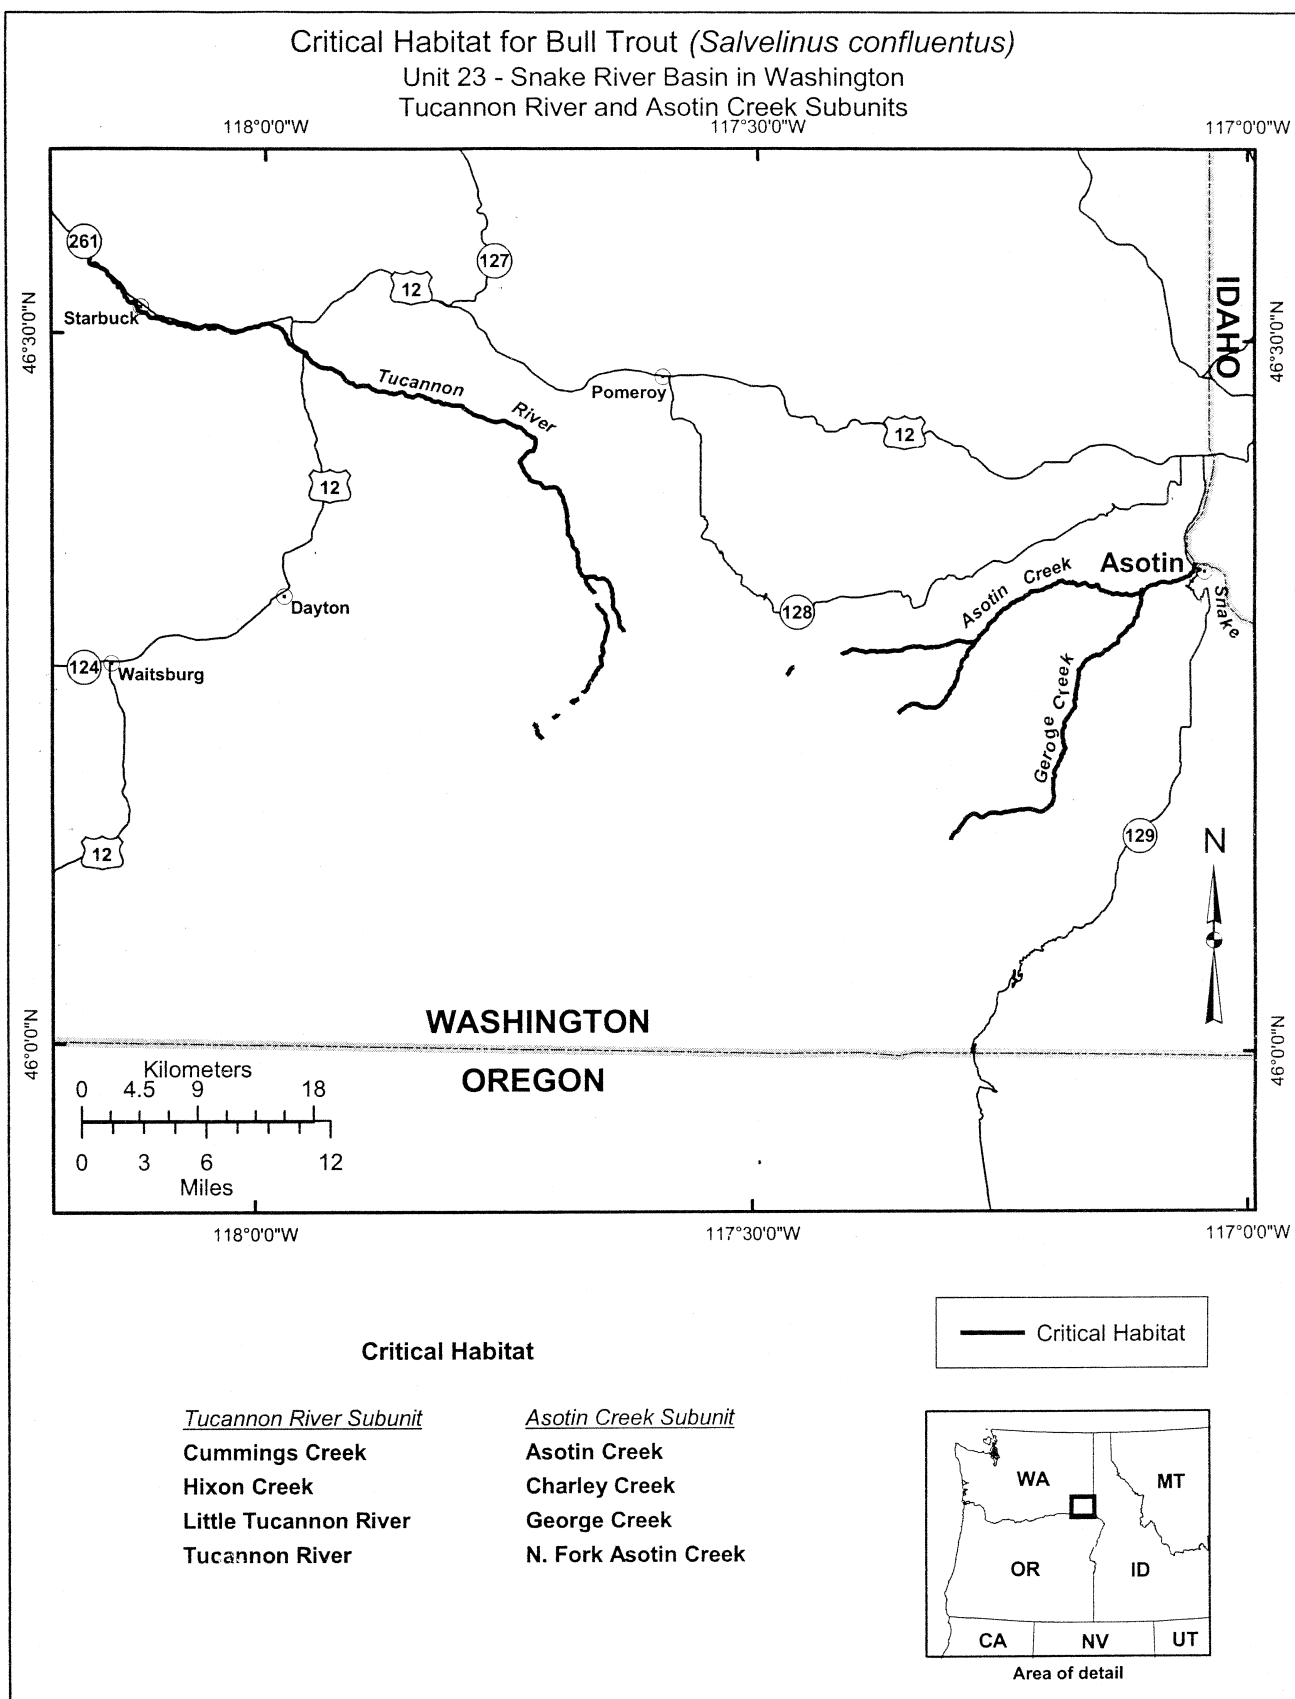 Critical Habitat for Bull Trout (Salvelinus confluentus)
Unit 23 - Snake River Basin in Washington
Tucannon River and Asotin Creek Subunits
118°0'0"W
117°30'0"W
117°0'0"W
46°30'0"N
46°30'0"N
261
127
12
IDAHO
Starbuck
Tucannon River
Pomeroy
12
12
Asotin
Asotin Creek
Snake
128
Dayton
124
Waitsburg
Geroge Creek
12
129
N
46°0'0"N
46°0'0"N
WASHINGTON
OREGON
Kilometers
0 4.5 9 18
0 3 6 12
Miles
118°0'0"W
117°30'0"W
117°0'0"W
Critical Habitat
Critical Habitat
Tucannon River Subunit
Cummings Creek
Hixon Creek
Little Tucannon River
Tucannon River
Asotin Creek Subunit
Asotin Creek
Charley Creek
George Creek
N. Fork Asotin Creek
WA
MT
OR
ID
CA
NV
UT
Area of detail